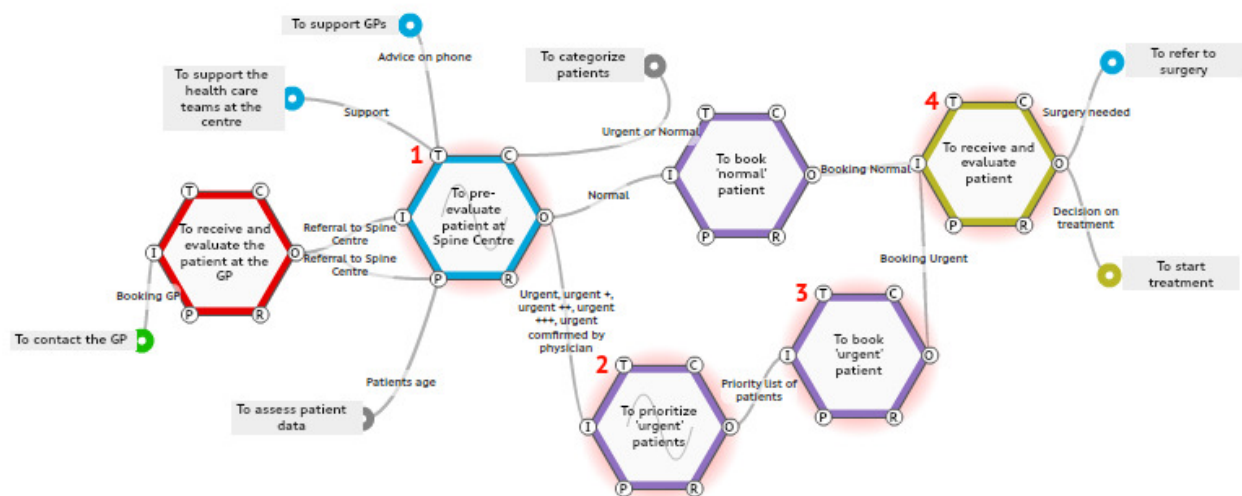 To support GPs
Advice on phone
To categorize
patients
To refer to
surgery
To support the
health care
teams at the
centre
Support
Urgent or Normal
Surgery needed
1
T
C
I
O
P
R
To pre-
evaluate
patient at
Spine Centre
T
C
I
O
P
R
To book
'normal'
patient
Normal
Booking Normal
4
T
C
I
O
P
R
To receive and
evaluate
patient
Decision on
treatment
To start
treatment
T
C
I
O
P
R
To receive and
evaluate the
patient at the
GP
Referral to Spine
Centre
Referral to Spine
Centre
Booking GP
To contact the GP
Booking Urgent
Urgent, urgent +,
urgent ++, urgent
+++, urgent
comfirmed by
physician
3
T
C
I
O
P
R
To book
'urgent'
patient
Patients age
To assess patient
data
2
T
C
I
O
P
R
To prioritize
'urgent'
patients
Priority list of
patients